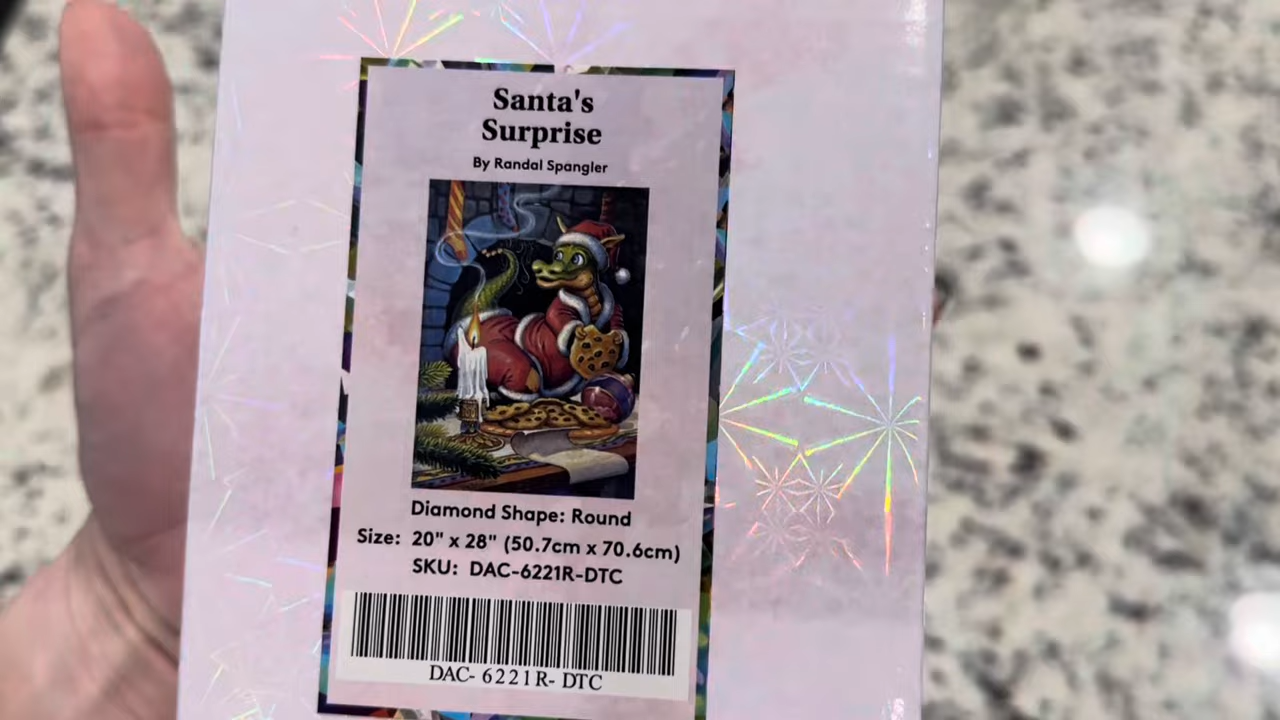 Santa's
Surprise
By Randal Spangler
Diamond Shape: Round
Size: 20" x 28" (50.7cm x 70.6cm)
SKU: DAC-6221R-DTC
DAC- 6221R- DTC